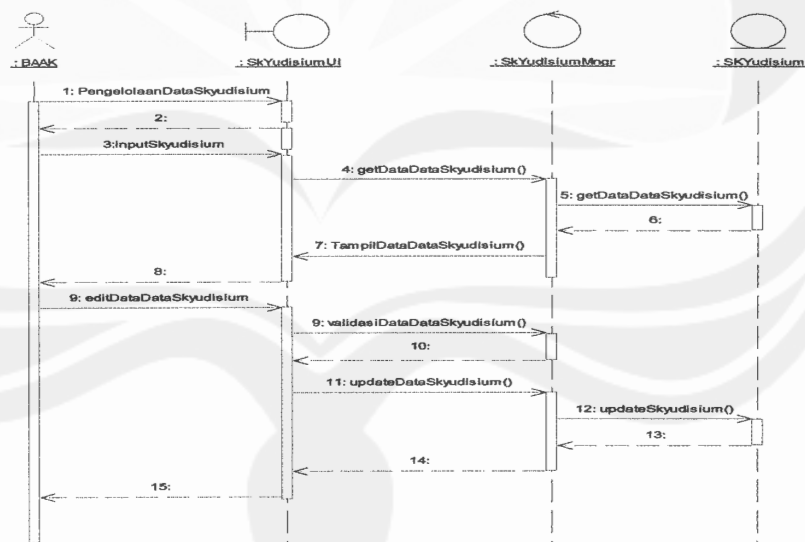 : BAAK
: SkYudisiumUI
: SkYudisiumMngr
: SKYudisium
1: PengelolaanDataSkyudisium
2:
3:inputSkyudisium
4: getDataDataSkyudisium()
5: getDataDataSkyudisium()
6:
7: TampilDataDataSkyudisium()
8:
9: editDataDataSkyudisium
9: validasiDataDataSkyudisium()
10:
11: updateDataSkyudisium()
12: updateSkyudisium()
13:
14:
15: